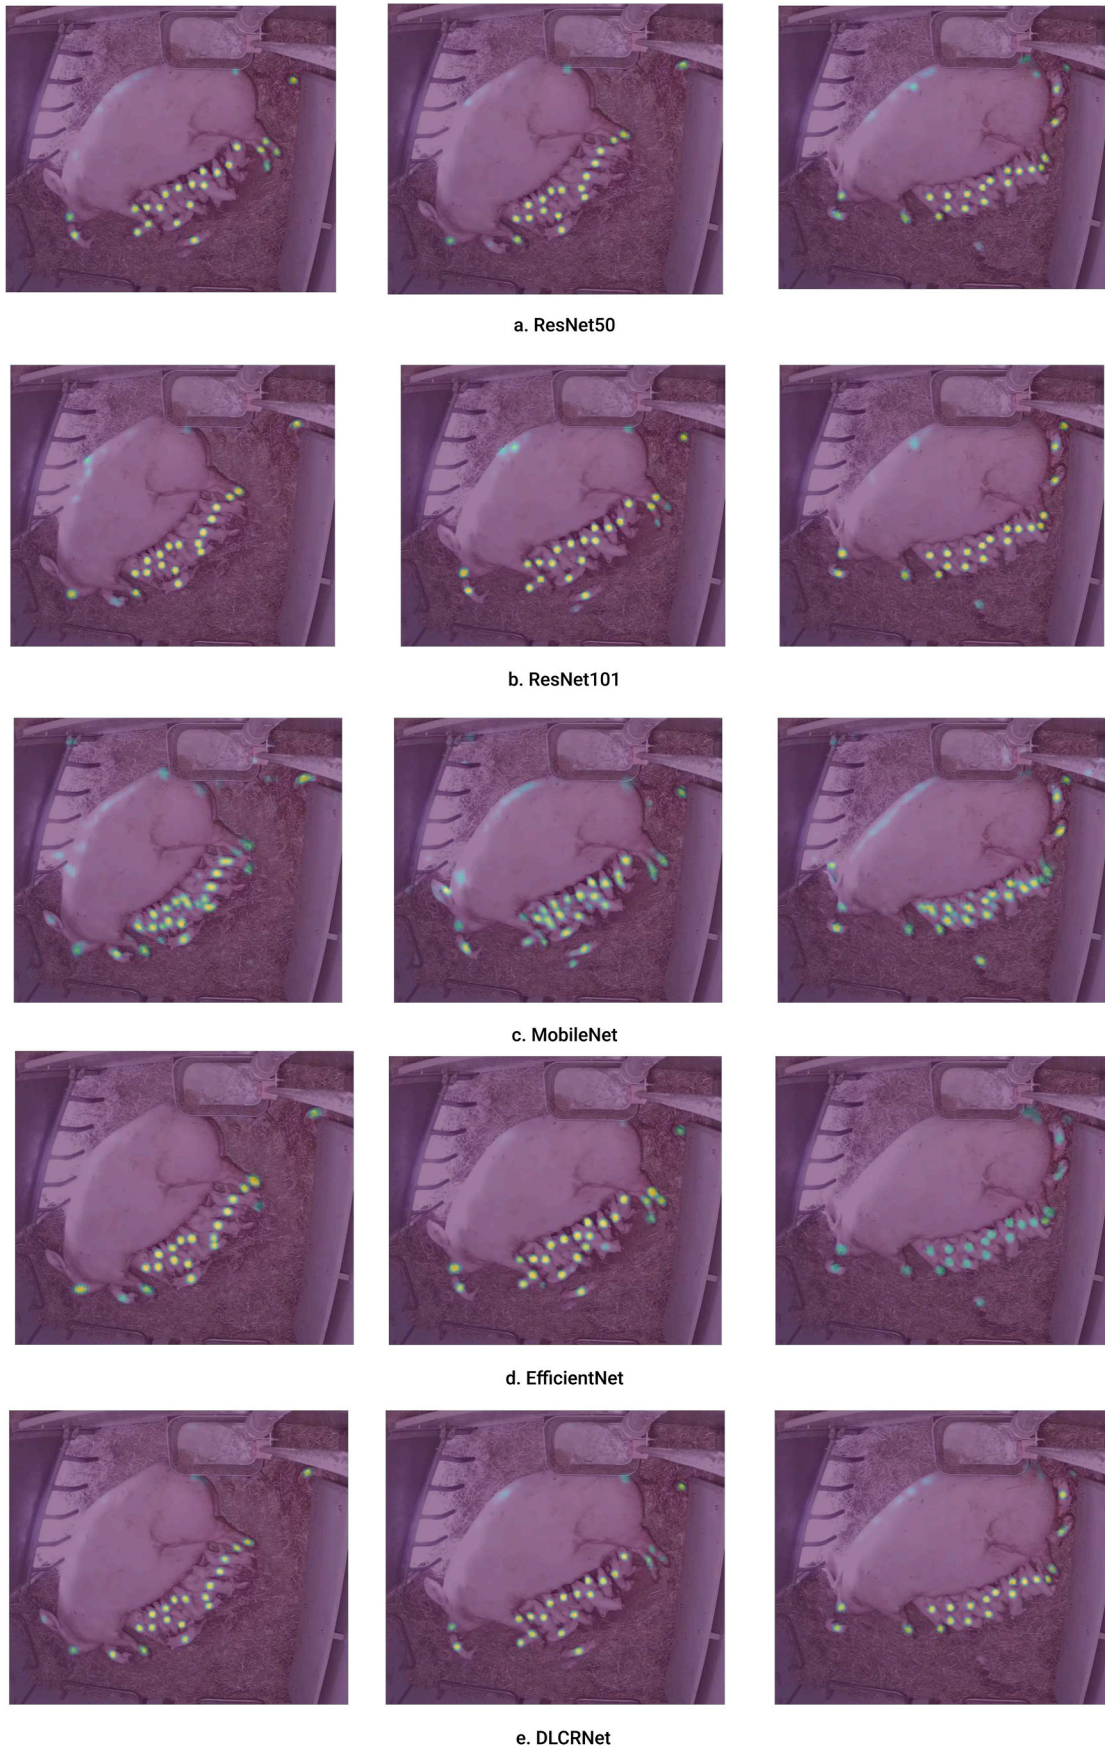 a. ResNet50
b. ResNet101
c. MobileNet
d. EfficientNet
e. DLCRNet